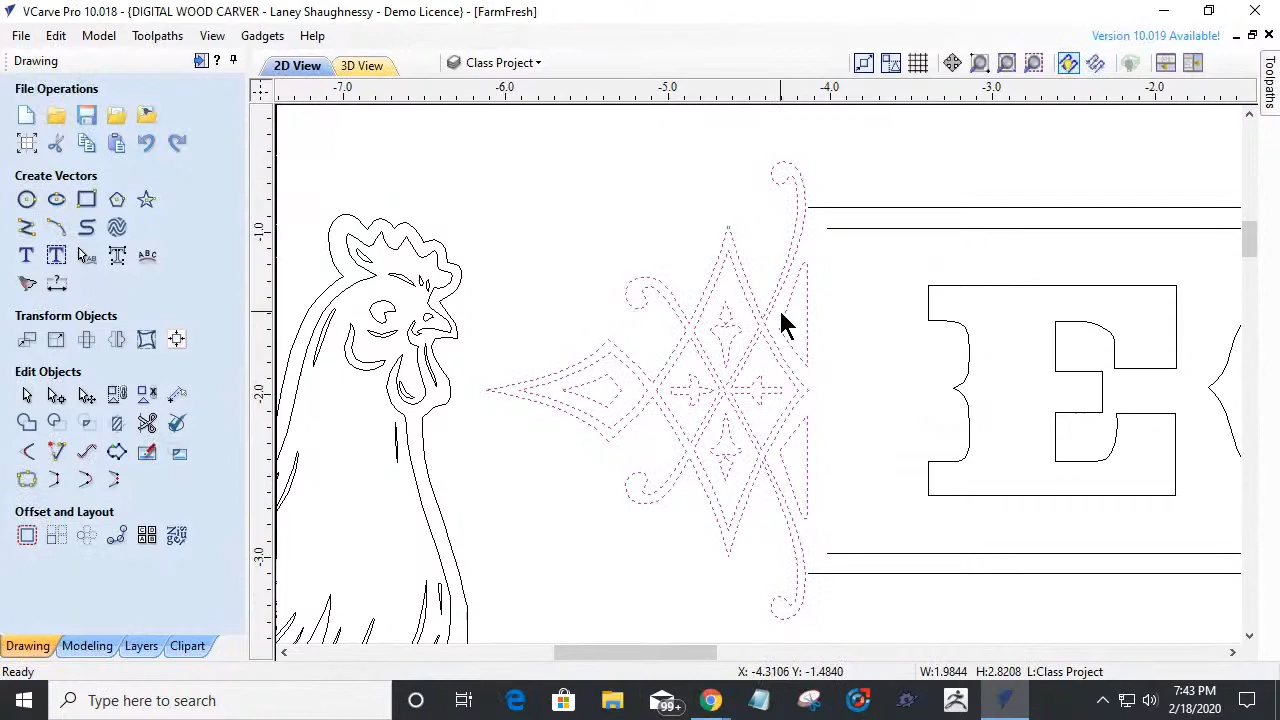 VCarve Pro 10.018 - {DIGITAL WOOD CARVER - Laney Shaughnessy - Demo Licence} - [FarmFresh]
File Edit Model Toolpaths View Gadgets Help
Version 10.019 Available!
Drawing
2D View 3D View Class Project
File Operations
Create Vectors
Transform Objects
Edit Objects
Offset and Layout
-7.0 -6.0 -5.0 -4.0 -3.0 -2.0
-1.0
-2.0
-3.0
E
Toolpaths
Drawing Modeling Layers Clipart
Ready
X: -4.3106 Y: -1.4840
W:1.9844 H:2.8208 L:Class Project
Type here to search
99+
7:43 PM
2/18/2020